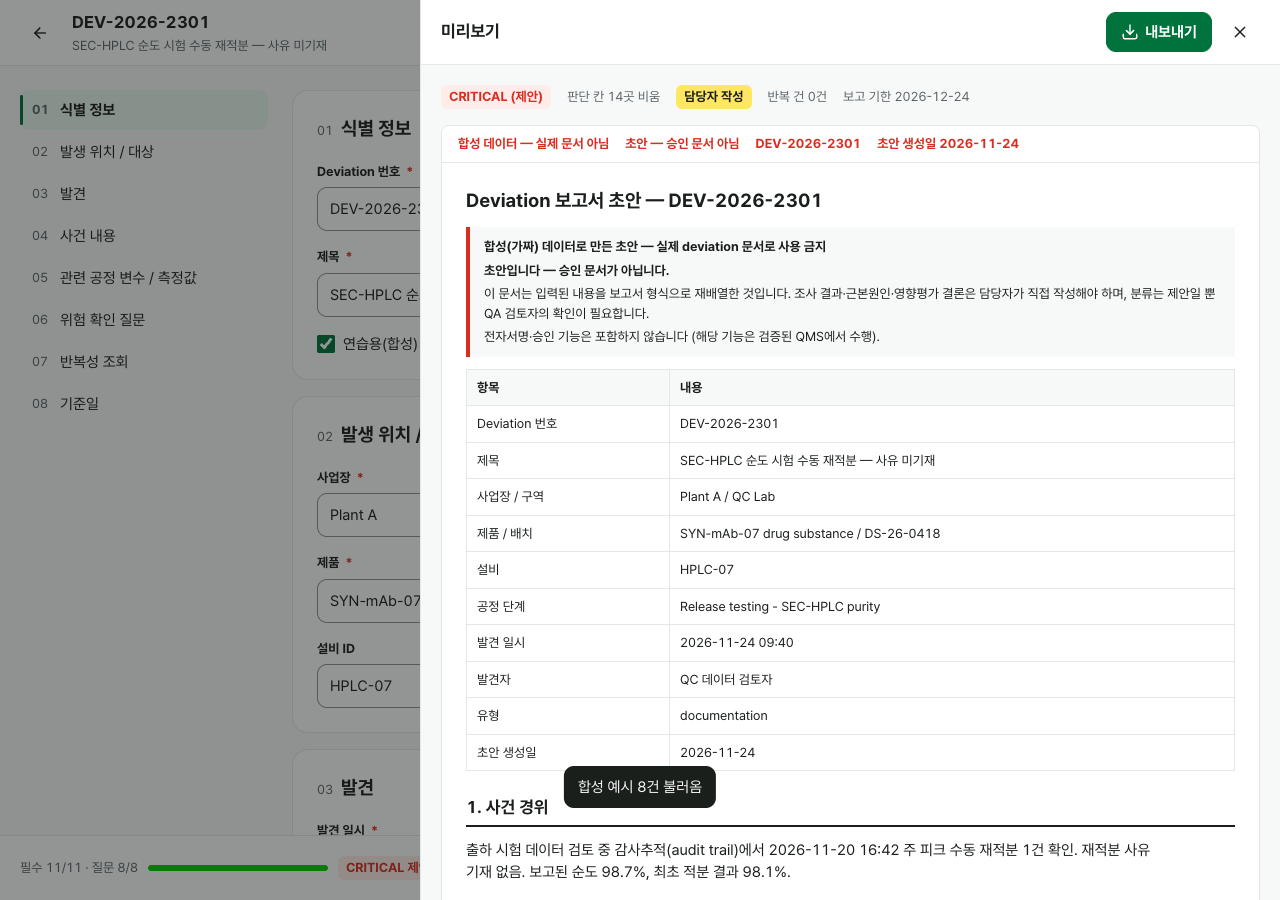 DEV-2026-2301
SEC-HPLC 순도 시험 수동 재적분 — 사유 미기재
01 식별 정보
02 발생 위치 / 대상
03 발견
04 사건 내용
05 관련 공정 변수 / 측정값
06 위험 확인 질문
07 반복성 조회
08 기준일
01 식별 정보
Deviation 번호 *
DEV-2026-23
제목 *
SEC-HPLC 순
연습용(합성)
02 발생 위치 /
사업장 *
Plant A
제품 *
SYN-mAb-07
설비 ID
HPLC-07
03 발견
발견 일시 *
필수 11/11 · 질문 8/8
CRITICAL 제
미리보기
내보내기
CRITICAL (제안) 판단 칸 14곳 비움 담당자 작성 반복 건 0건 보고 기한 2026-12-24
합성 데이터 — 실제 문서 아님 초안 — 승인 문서 아님 DEV-2026-2301 초안 생성일 2026-11-24
Deviation 보고서 초안 — DEV-2026-2301
합성(가짜) 데이터로 만든 초안 — 실제 deviation 문서로 사용 금지
초안입니다 — 승인 문서가 아닙니다.
이 문서는 입력된 내용을 보고서 형식으로 재배열한 것입니다. 조사 결과·근본원인·영향평가 결론은 담당자가 직접 작성해야 하며, 분류는 제안일 뿐
QA 검토자의 확인이 필요합니다.
전자서명·승인 기능은 포함하지 않습니다 (해당 기능은 검증된 QMS에서 수행).
항목 내용
Deviation 번호 DEV-2026-2301
제목 SEC-HPLC 순도 시험 수동 재적분 — 사유 미기재
사업장 / 구역 Plant A / QC Lab
제품 / 배치 SYN-mAb-07 drug substance / DS-26-0418
설비 HPLC-07
공정 단계 Release testing - SEC-HPLC purity
발견 일시 2026-11-24 09:40
발견자 QC 데이터 검토자
유형 documentation
초안 생성일 2026-11-24
합성 예시 8건 불러옴
1. 사건 경위
출하 시험 데이터 검토 중 감사추적(audit trail)에서 2026-11-20 16:42 주 피크 수동 재적분 1건 확인. 재적분 사유
기재 없음. 보고된 순도 98.7%, 최초 적분 결과 98.1%.